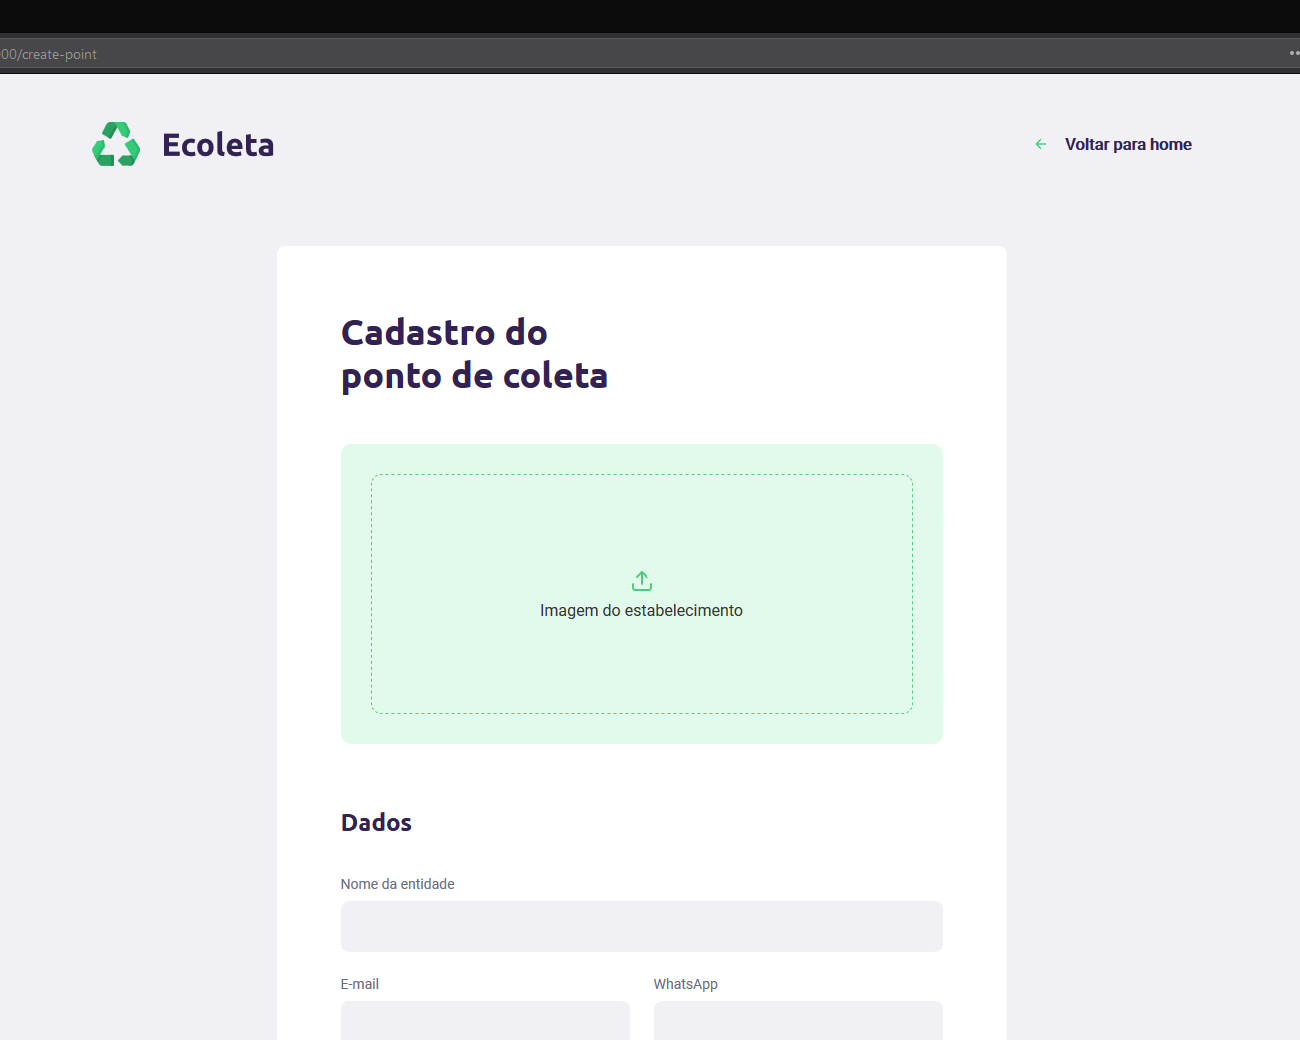 00/create-point
Ecoleta
Voltar para home
Cadastro do
ponto de coleta
Imagem do estabelecimento
Dados
Nome da entidade
E-mail
WhatsApp